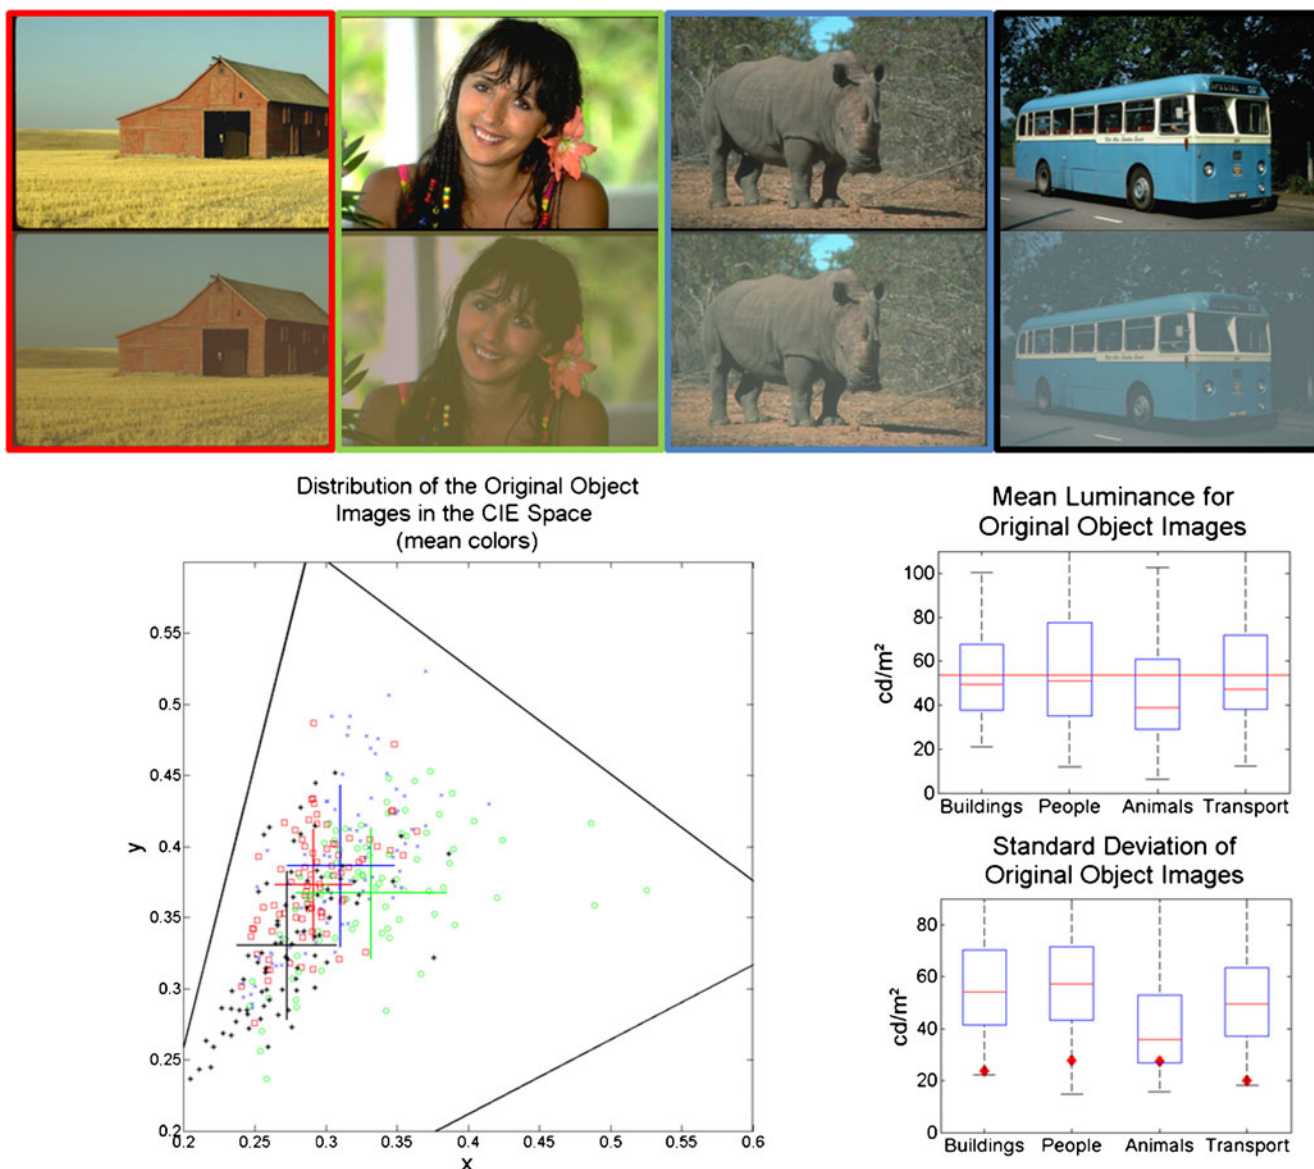 SPECIAL
Distribution of the Original Object
Images in the CIE Space
(mean colors)
0.55
0.5
0.45
0.4
y
0.35
0.3
0.25
0.2
0.2
0.25
0.3
0.35
0.4
0.45
0.5
0.55
0.6
x
Mean Luminance for
Original Object Images
100
80
60
cd/m²
40
20
0
Buildings
People
Animals
Transport
Standard Deviation of
Original Object Images
80
60
cd/m²
40
20
0
Buildings
People
Animals
Transport